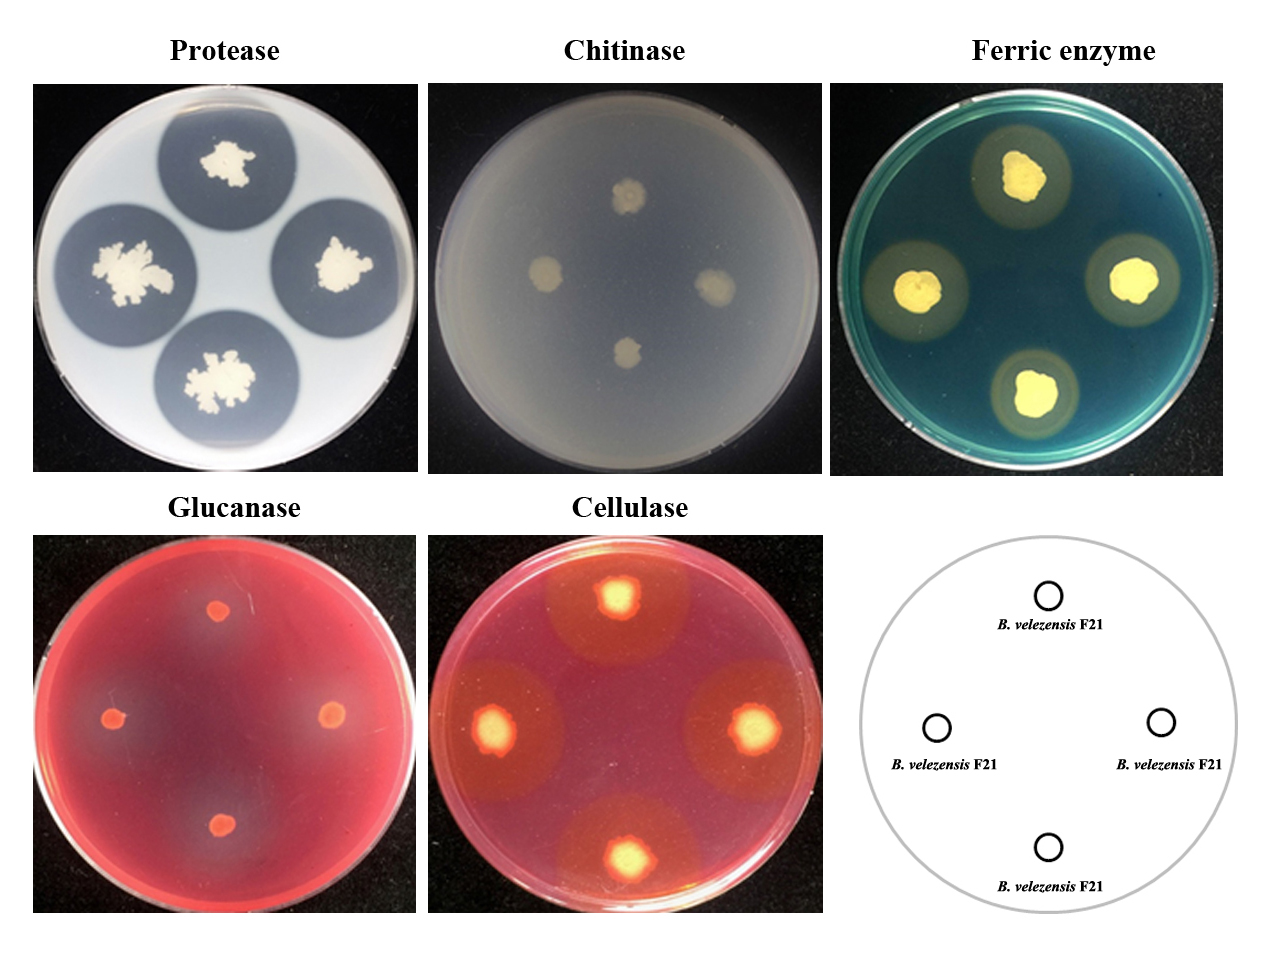 Protease
Chitinase
Ferric enzyme
Glucanase
Cellulase
B. velezensis F21
B. velezensis F21
B. velezensis F21
B. velezensis F21